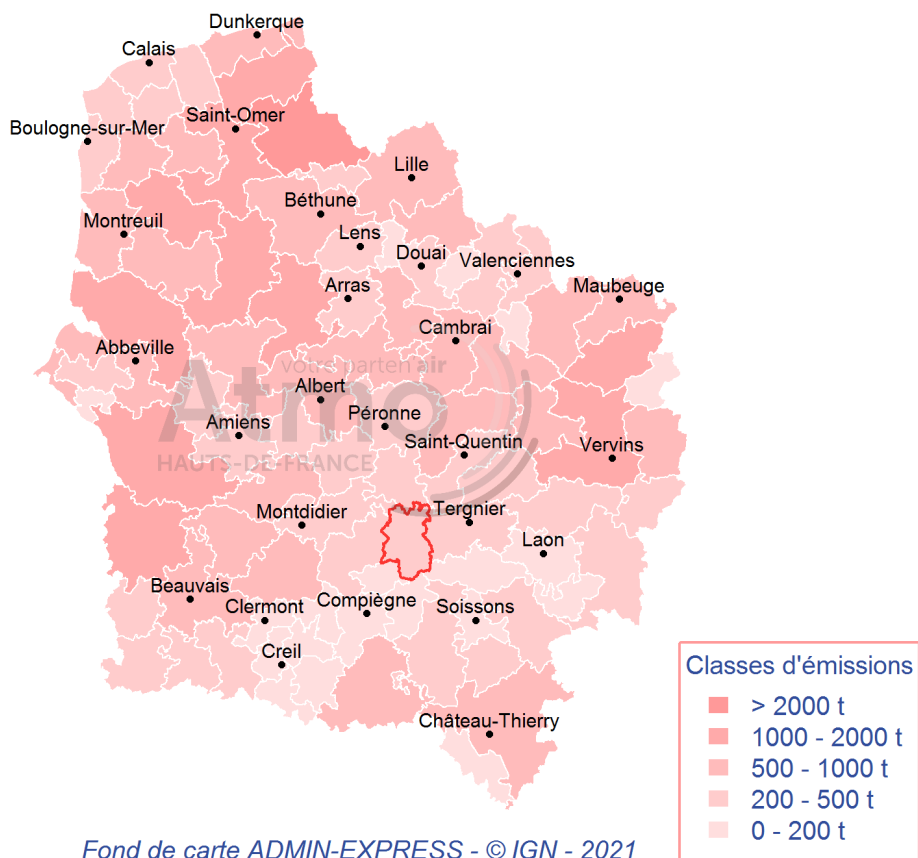 Dunkerque
Calais
Saint-Omer
Boulogne-sur-Mer
Lille
Béthune
Montreuil
Lens
Douai
Valenciennes
Arras
Maubeuge
Cambrai
Abbeville
votre partenair
Atmo
HAUTS-DE-FRANCE
Albert
Péronne
Amiens
Saint-Quentin
Vervins
Montdidier
Tergnier
Laon
Beauvais
Clermont
Compiègne
Soissons
Creil
Château-Thierry
Classes d'émissions
> 2000 t
1000 - 2000 t
500 - 1000 t
200 - 500 t
0 - 200 t
Fond de carte ADMIN-EXPRESS - © IGN - 2021